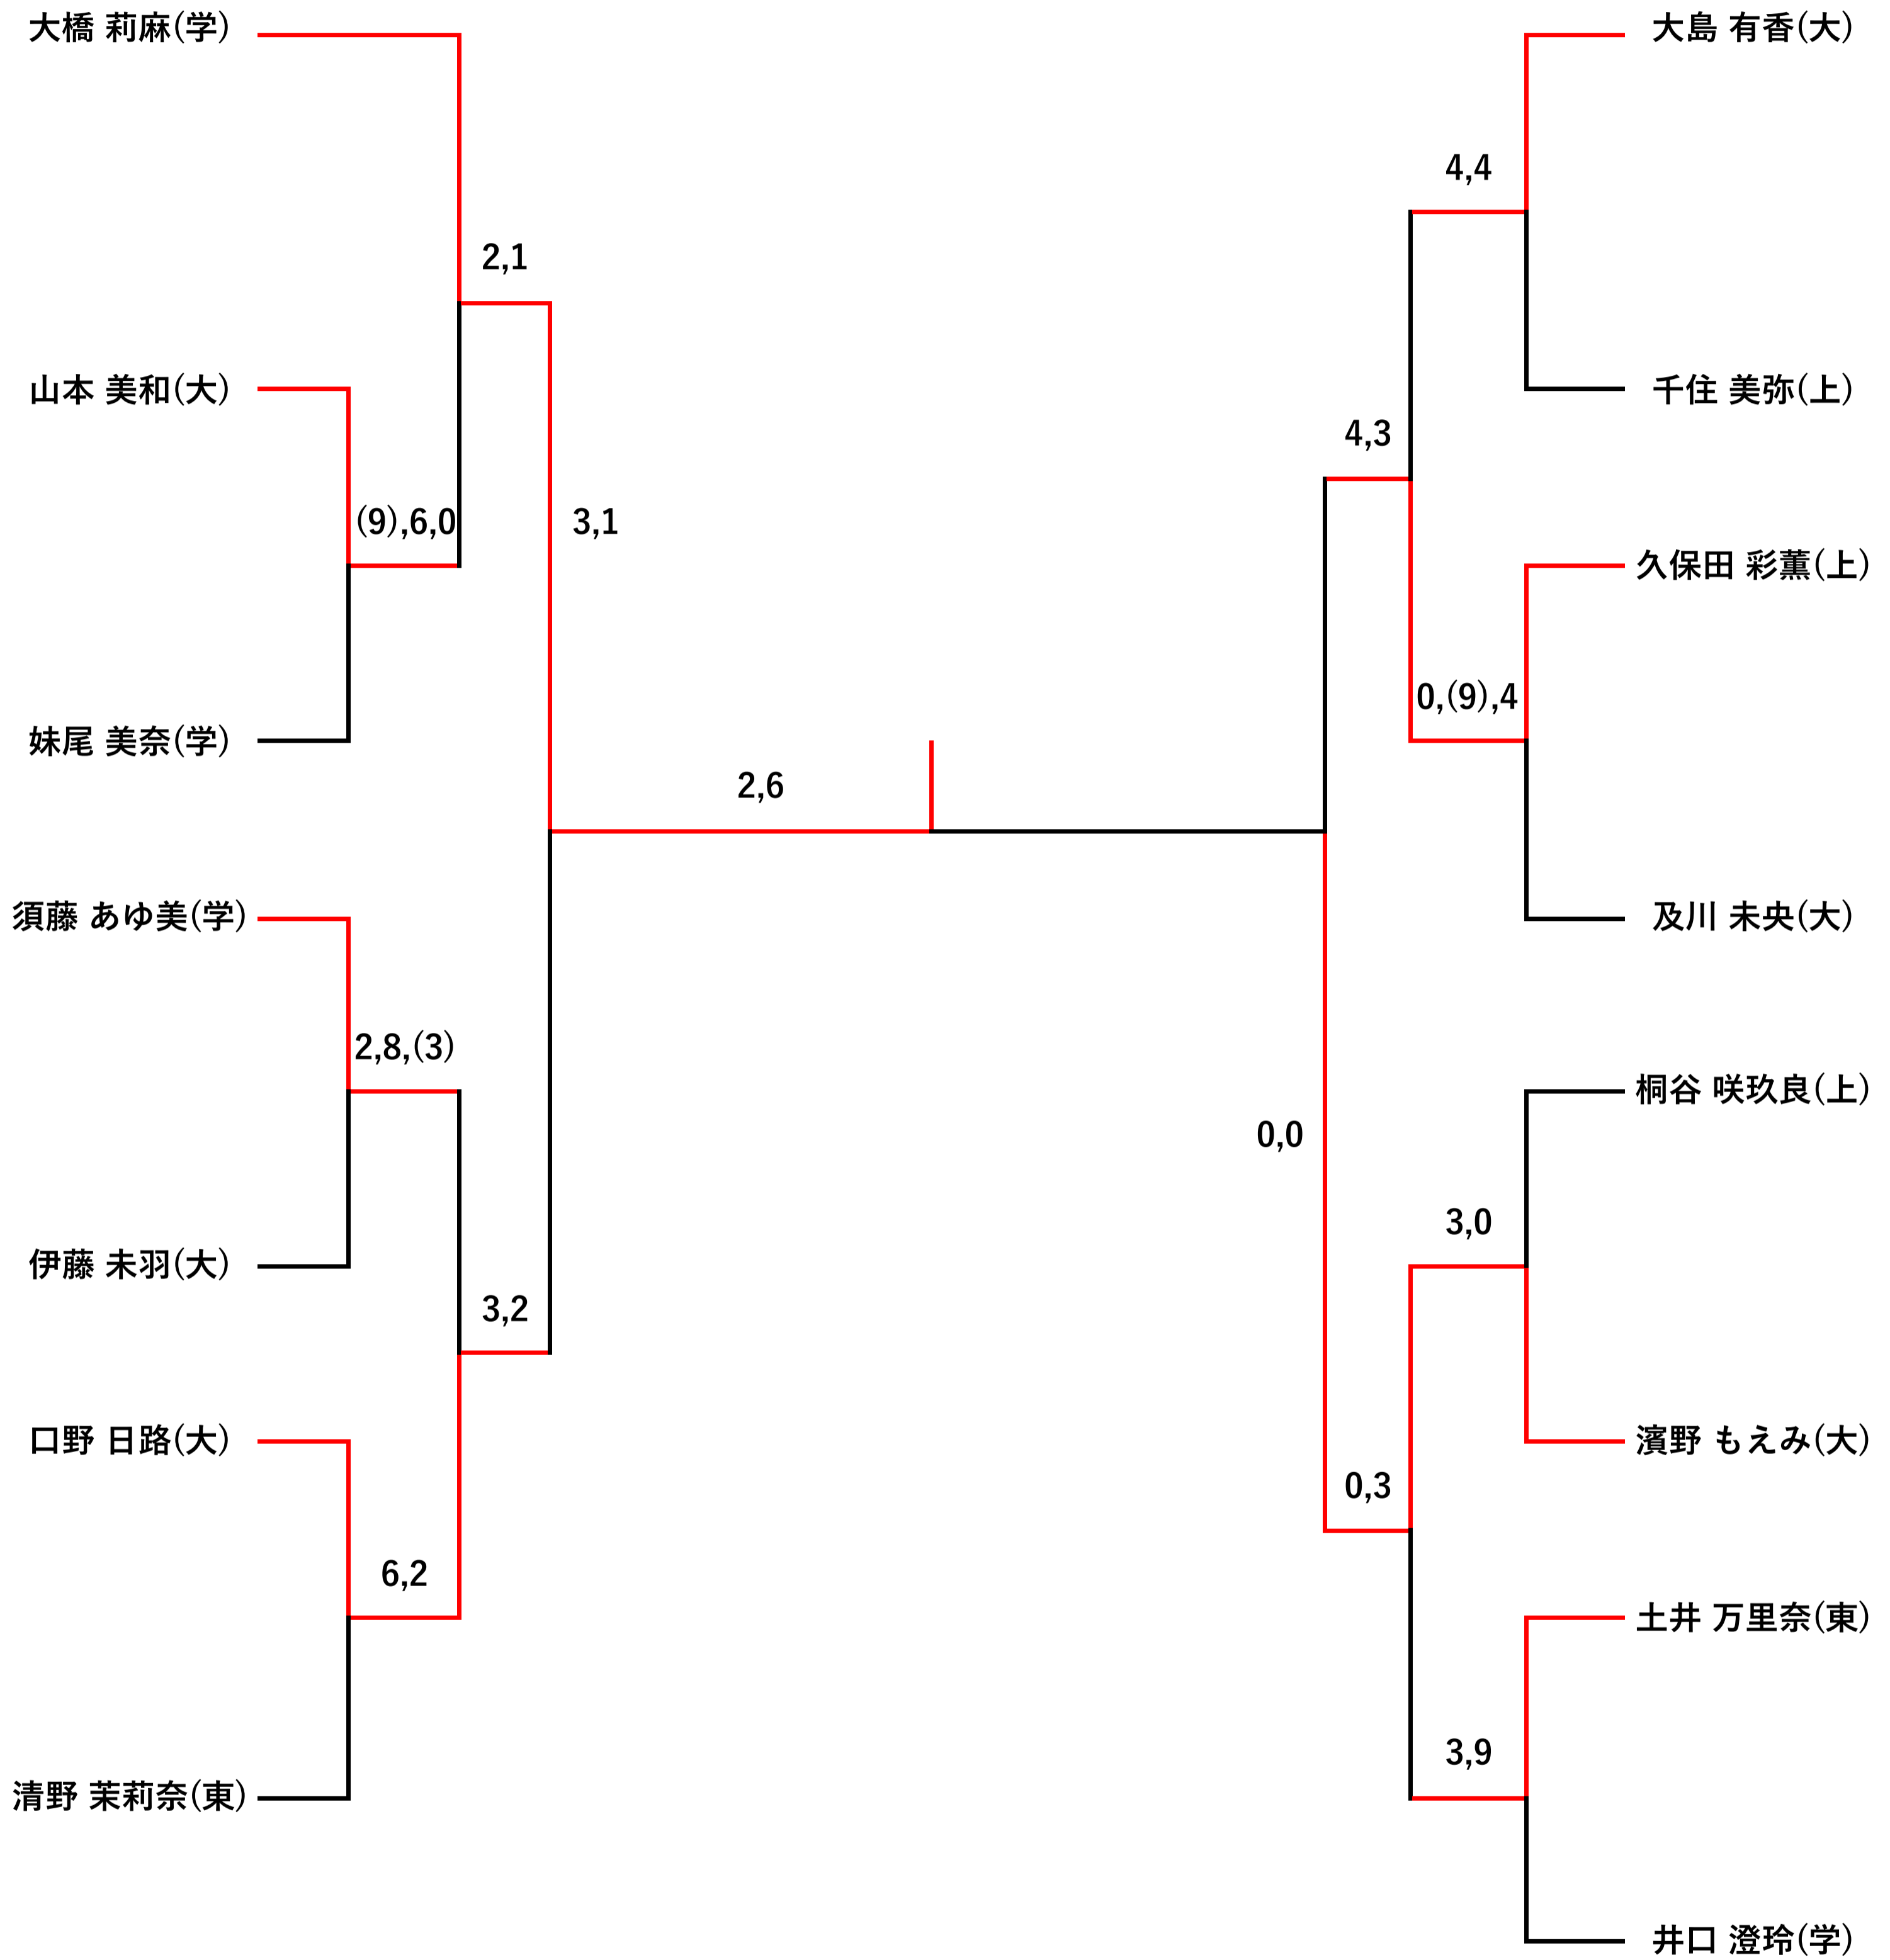 大橋 莉麻(学)
大島 有香(大)
4,4
2,1
山本 美和(大)
千住 美弥(上)
4,3
(9),6,0
3,1
久保田 彩薫(上)
0,(9),4
妹尾 美奈(学)
2,6
須藤 あゆ美(学)
及川 未央(大)
2,8,(3)
桐谷 咲玖良(上)
0,0
3,0
伊藤 未羽(大)
3,2
口野 日路(大)
濱野 もえみ(大)
0,3
6,2
土井 万里奈(東)
3,9
清野 茉莉奈(東)
井口 澄玲(学)